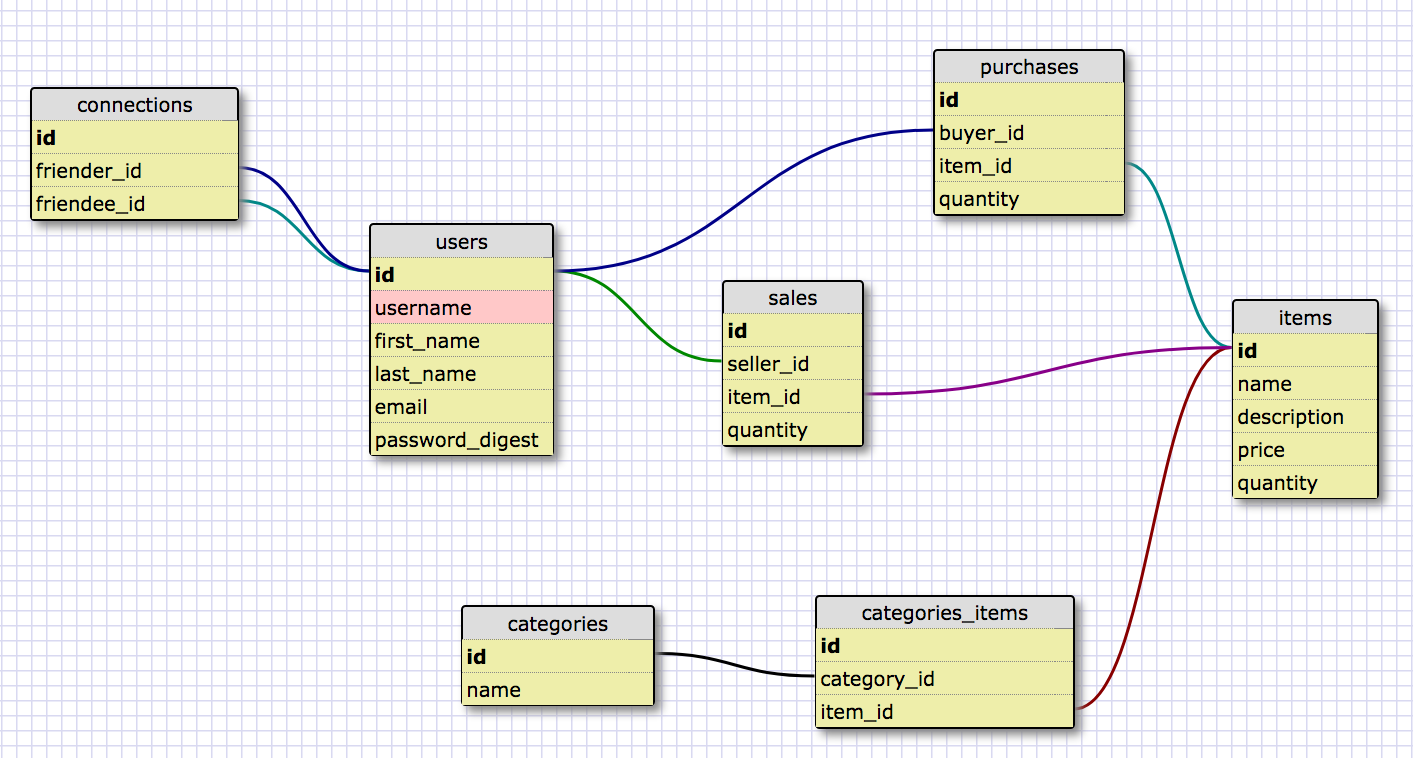 connections
id
friender_id
friendee_id
users
id
username
first_name
last_name
email
password_digest
purchases
id
buyer_id
item_id
quantity
sales
id
seller_id
item_id
quantity
items
id
name
description
price
quantity
categories
id
name
categories_items
id
category_id
item_id